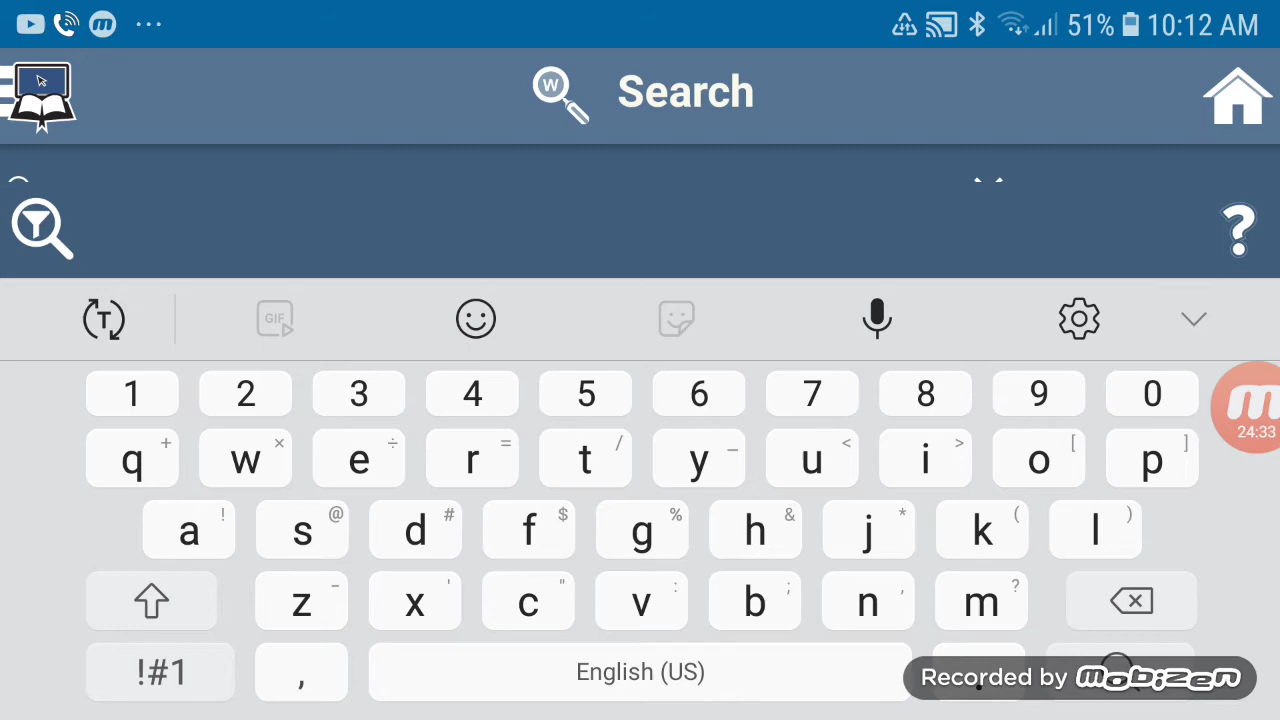 51% 10:12 AM
W Search
T GIF
1 2 3 4 5 6 7 8 9 0
q + w × e ÷ r = t / y _ u < i > o [ p ]
a ! s @ d # f $ g % h & j * k ( l )
z - x ' c " v : b ; n , m ?
!#1 , English (US) .
m 24:33
Recorded by mobizen